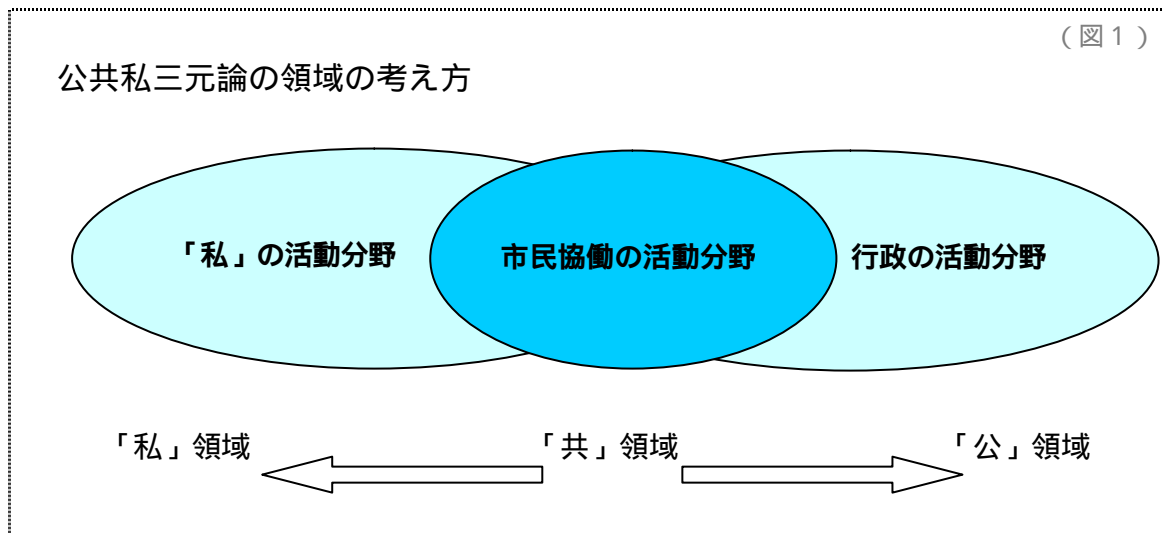 （図１）
公共私三元論の領域の考え方
「私」の活動分野 市民協働の活動分野 行政の活動分野
「私」領域 「共」領域 「公」領域